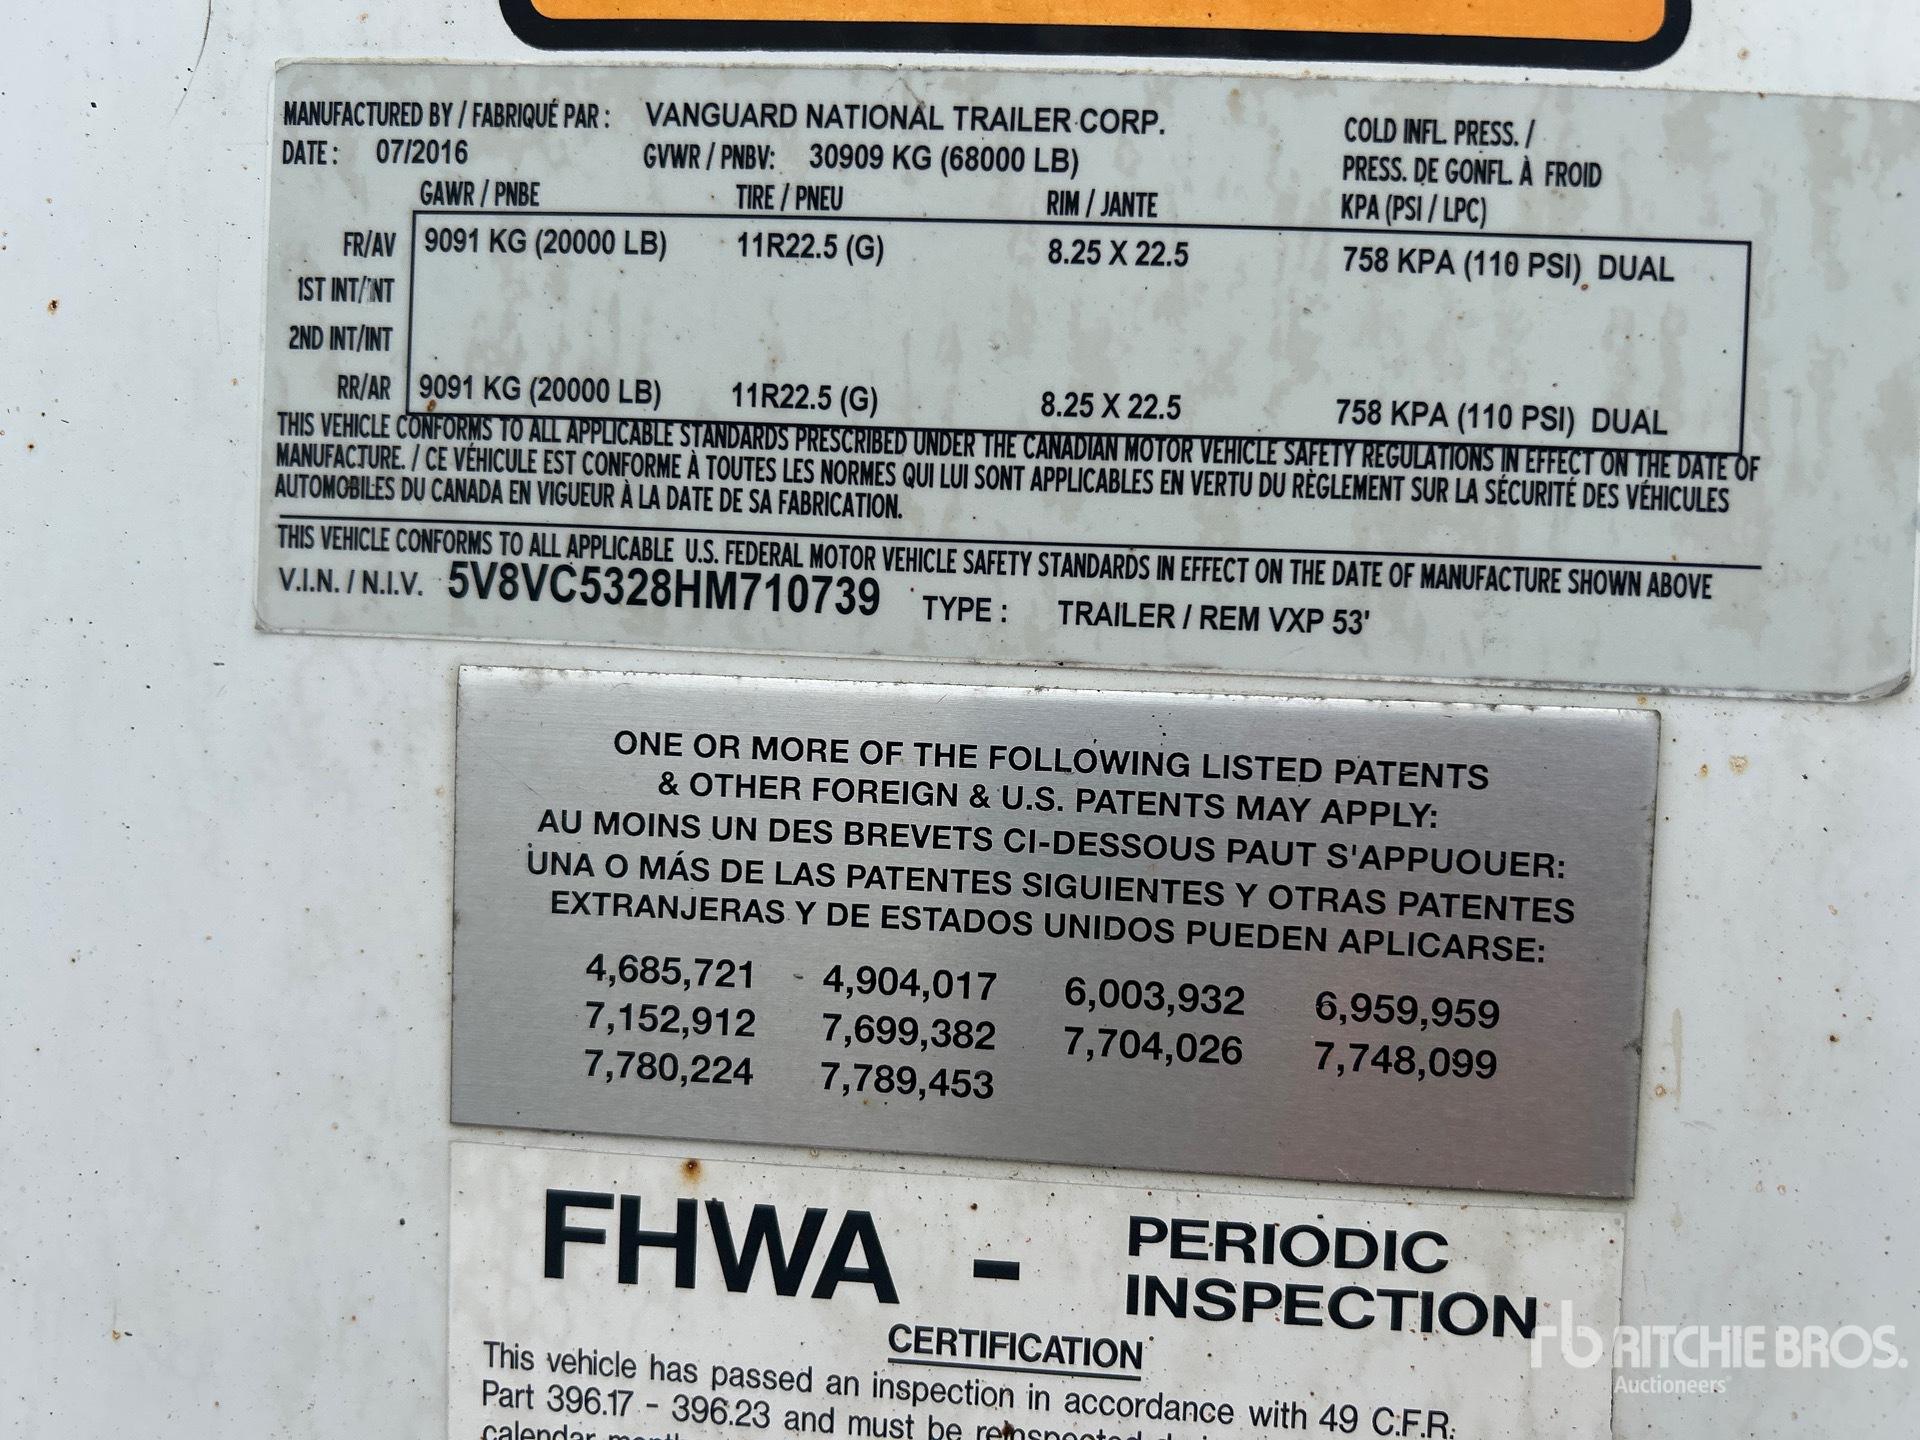 MANUFACTURED BY / FABRIQUÉ PAR : VANGUARD NATIONAL TRAILER CORP.
DATE : 07/2016 GVWR / PNBV: 30909 KG (68000 LB)
COLD INFL. PRESS. /
PRESS. DE GONFL. À FROID
KPA (PSI / LPC)
GAWR / PNBE TIRE / PNEU RIM / JANTE
FR/AV 9091 KG (20000 LB) 11R22.5 (G) 8.25 X 22.5 758 KPA (110 PSI) DUAL
1ST INT/INT
2ND INT/INT
RR/AR 9091 KG (20000 LB) 11R22.5 (G) 8.25 X 22.5 758 KPA (110 PSI) DUAL
THIS VEHICLE CONFORMS TO ALL APPLICABLE STANDARDS PRESCRIBED UNDER THE CANADIAN MOTOR VEHICLE SAFETY REGULATIONS IN EFFECT ON THE DATE OF
MANUFACTURE. / CE VÉHICULE EST CONFORME À TOUTES LES NORMES QUI LUI SONT APPLICABLES EN VERTU DU RÈGLEMENT SUR LA SÉCURITÉ DES VÉHICULES
AUTOMOBILES DU CANADA EN VIGUEUR À LA DATE DE SA FABRICATION.
THIS VEHICLE CONFORMS TO ALL APPLICABLE U.S. FEDERAL MOTOR VEHICLE SAFETY STANDARDS IN EFFECT ON THE DATE OF MANUFACTURE SHOWN ABOVE
V.I.N. / N.I.V. 5V8VC5328HM710739 TYPE : TRAILER / REM VXP 53'
ONE OR MORE OF THE FOLLOWING LISTED PATENTS
& OTHER FOREIGN & U.S. PATENTS MAY APPLY:
AU MOINS UN DES BREVETS CI-DESSOUS PAUT S'APPUOUER:
UNA O MÁS DE LAS PATENTES SIGUIENTES Y OTRAS PATENTES
EXTRANJERAS Y DE ESTADOS UNIDOS PUEDEN APLICARSE:
4,685,721 4,904,017 6,003,932 6,959,959
7,152,912 7,699,382 7,704,026 7,748,099
7,780,224 7,789,453
FHWA - PERIODIC
INSPECTION
CERTIFICATION
This vehicle has passed an inspection in accordance with 49 C.F.R.
Part 396.17 - 396.23 and must be reinspected
calendar
rb RITCHIE BROS.
Auctioneers